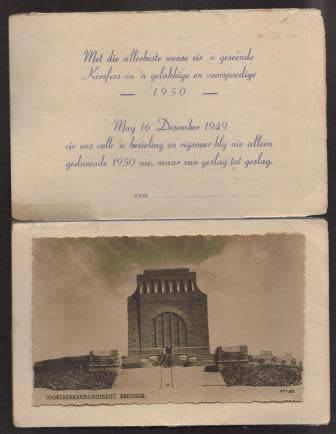 Met die allerbeste wense vir 'n geseënde
Kersfees en 'n gelukkige en voorspoedige
1950
Mag 16 Desember 1949
vir ons volk 'n besieling en rigsnoer bly nie alleen
gedurende 1950 nie, maar van geslag tot geslag.
VAN
VOORTREKKERMONUMENT, PRETORIA